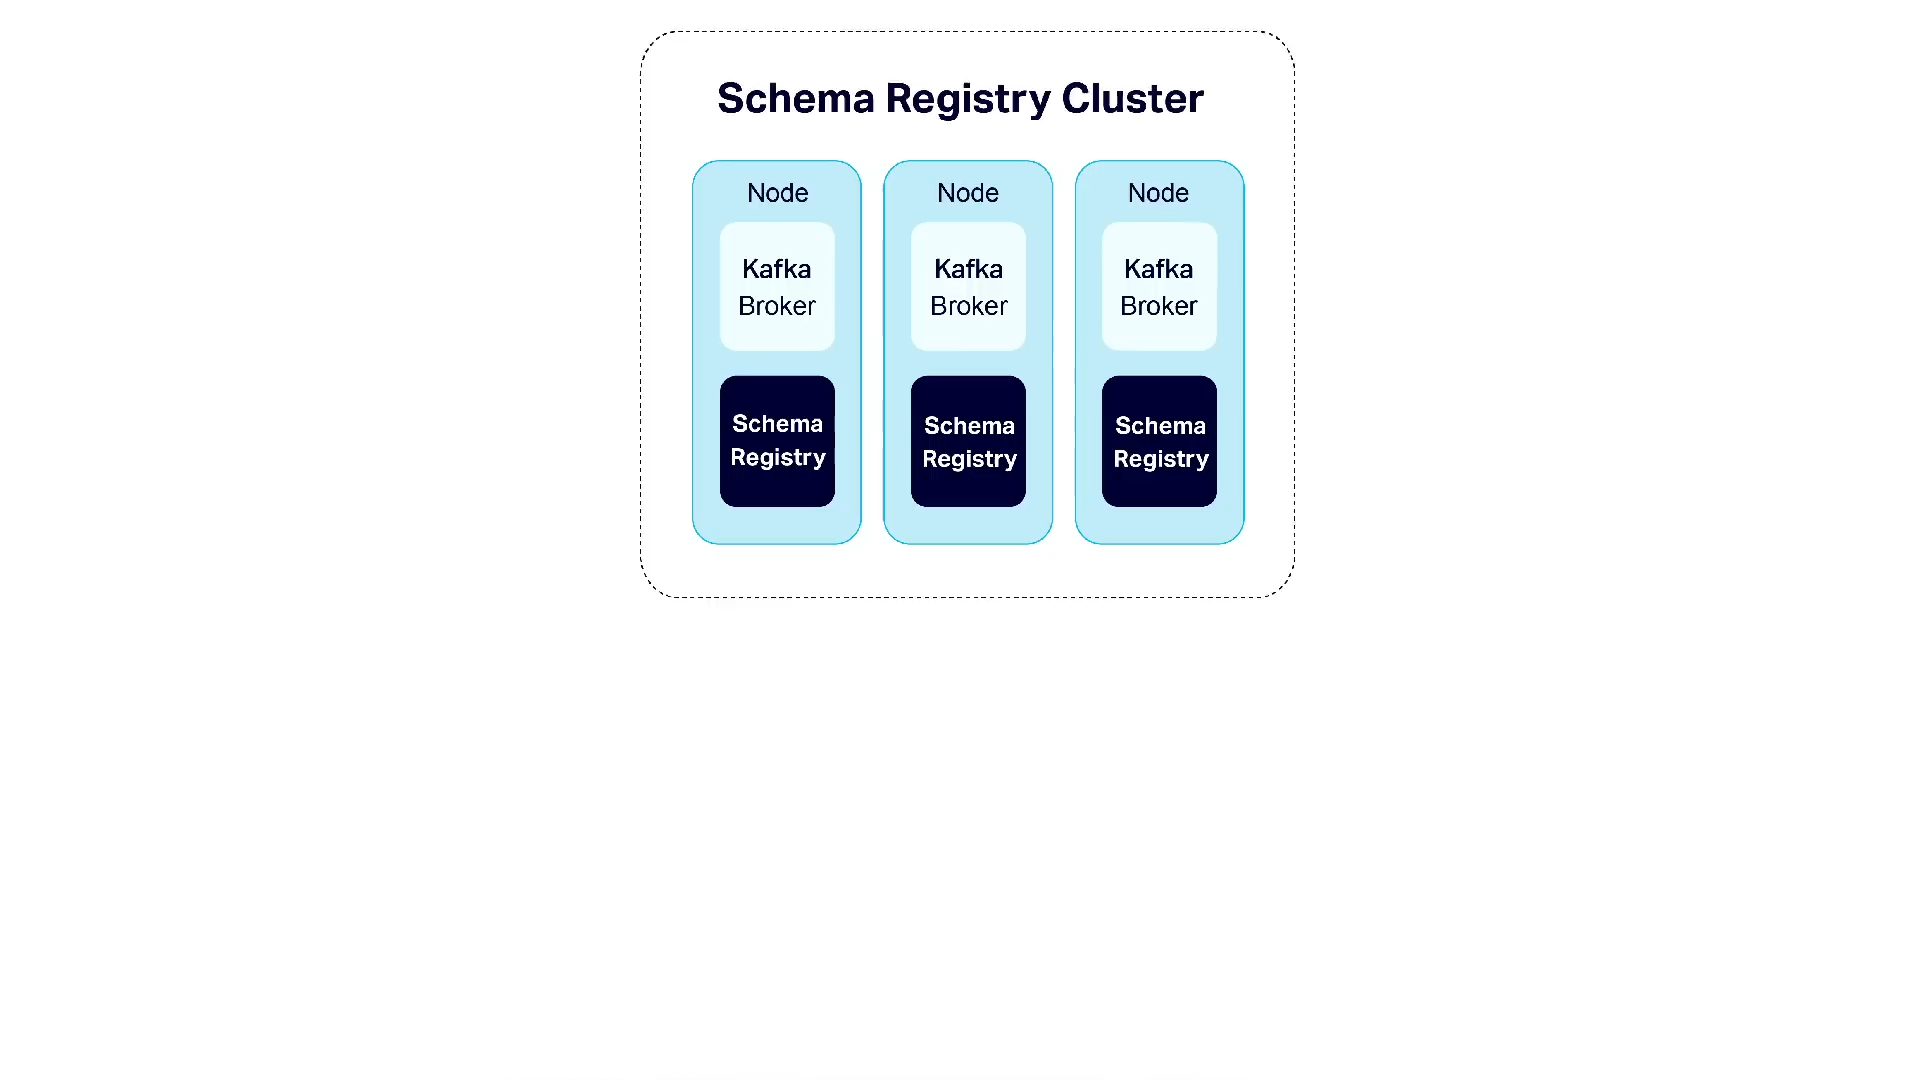 Schema Registry Cluster
Node
Kafka
Broker
Schema
Registry
Node
Kafka
Broker
Schema
Registry
Node
Kafka
Broker
Schema
Registry